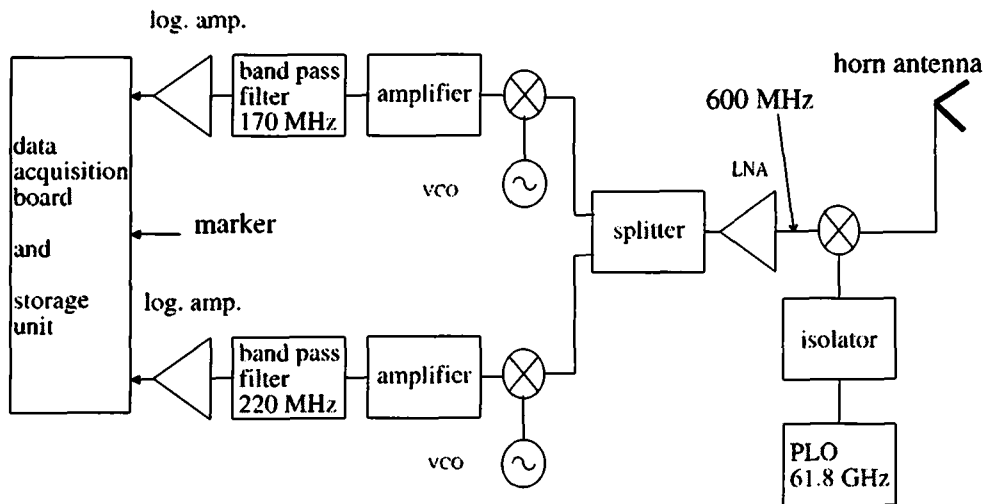 log. amp.
band pass
filter
170 MHz
amplifier
vco
data
acquisition
board
and
storage
unit
marker
log. amp.
band pass
filter
220 MHz
amplifier
vco
splitter
LNA
600 MHz
horn antenna
isolator
PLO
61.8 GHz